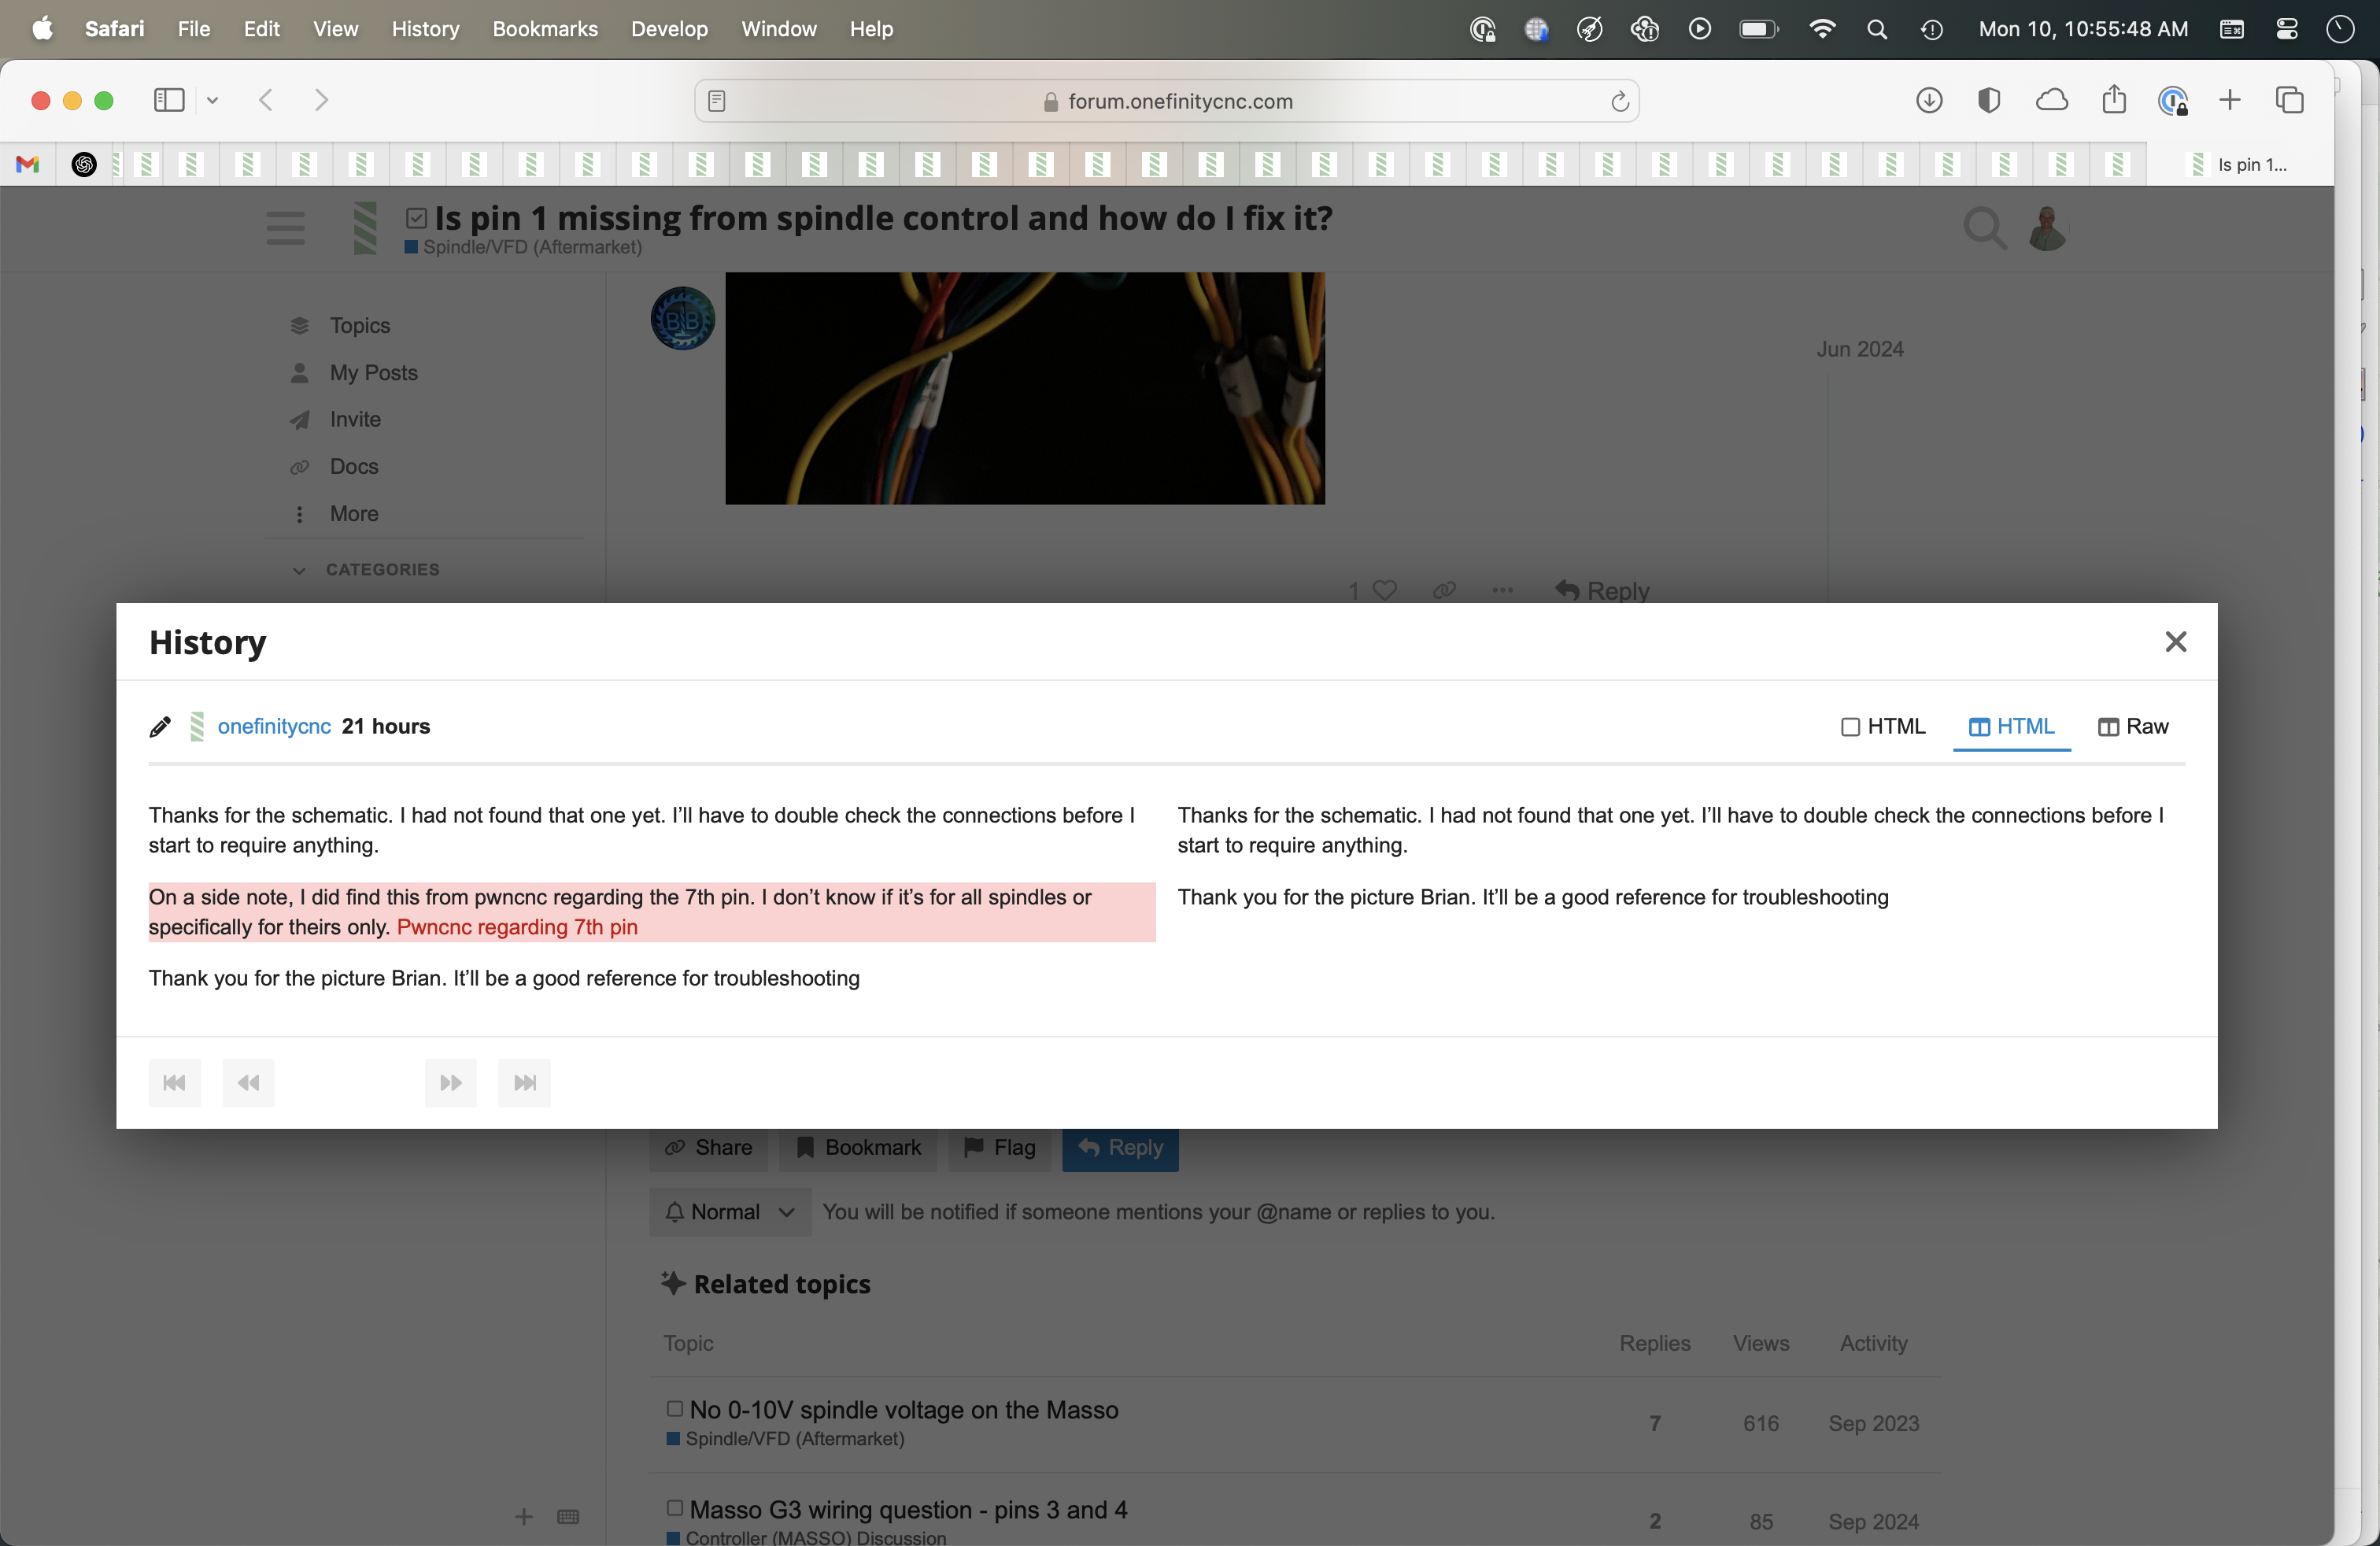 Safari File Edit View History Bookmarks Develop Window Help Mon 10, 10:55:48 AM
forum.onefinitycnc.com
Is pin 1...
Is pin 1 missing from spindle control and how do I fix it?
Spindle/VFD (Aftermarket)
Topics
My Posts
Invite
Docs
More
CATEGORIES
BNB
Jun 2024
1 Reply
History
onefinitycnc 21 hours
HTML HTML Raw
Thanks for the schematic. I had not found that one yet. I’ll have to double check the connections before I
start to require anything.
On a side note, I did find this from pwncnc regarding the 7th pin. I don’t know if it’s for all spindles or
specifically for theirs only. Pwncnc regarding 7th pin
Thank you for the picture Brian. It’ll be a good reference for troubleshooting
Thanks for the schematic. I had not found that one yet. I’ll have to double check the connections before I
start to require anything.
Thank you for the picture Brian. It’ll be a good reference for troubleshooting
Share Bookmark Flag Reply
Normal You will be notified if someone mentions your @name or replies to you.
Related topics
Topic Replies Views Activity
No 0-10V spindle voltage on the Masso 7 616 Sep 2023
Spindle/VFD (Aftermarket)
Masso G3 wiring question - pins 3 and 4 2 85 Sep 2024
Controller (MASSO) Discussion